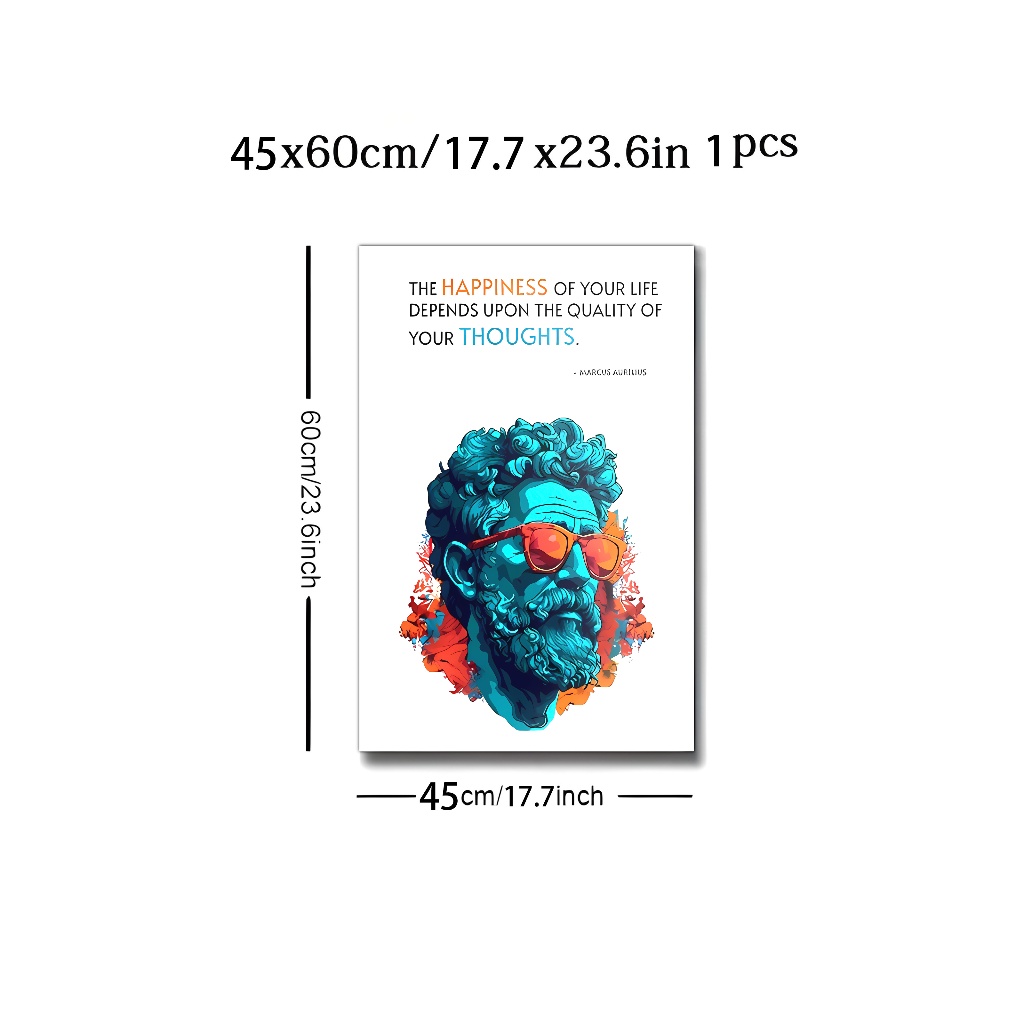 45x60cm/17.7 x23.6in 1pcs
THE HAPPINESS OF YOUR LIFE
DEPENDS UPON THE QUALITY OF
YOUR THOUGHTS.
- MARCUS AURELIUS
60cm/23.6inch
45cm/17.7inch